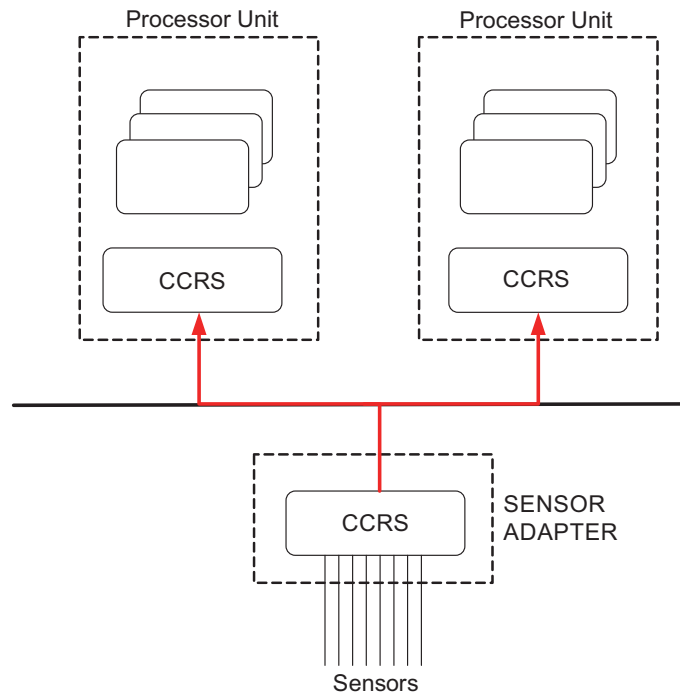 Processor Unit
Processor Unit
CCRS
CCRS
CCRS
SENSOR
ADAPTER
Sensors